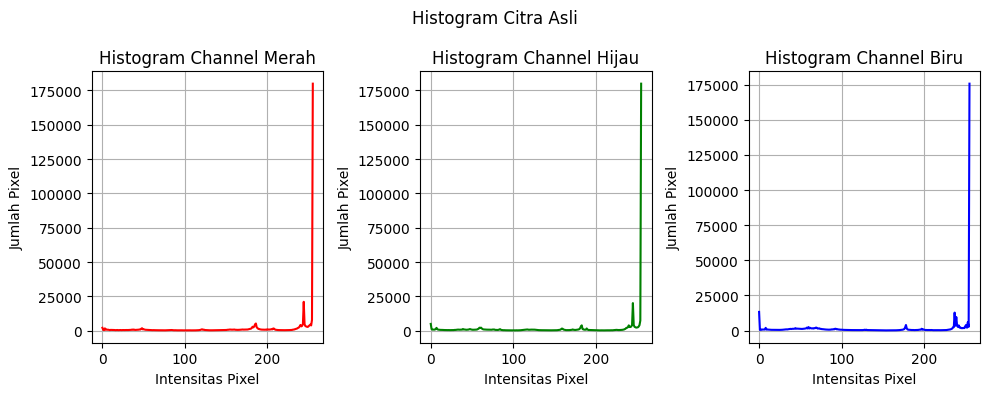 Histogram Citra Asli
Histogram Channel Merah
175000
150000
125000
100000
75000
50000
25000
0
Jumlah Pixel
0 100 200
Intensitas Pixel
Histogram Channel Hijau
175000
150000
125000
100000
75000
50000
25000
0
Jumlah Pixel
0 100 200
Intensitas Pixel
Histogram Channel Biru
175000
150000
125000
100000
75000
50000
25000
0
Jumlah Pixel
0 100 200
Intensitas Pixel